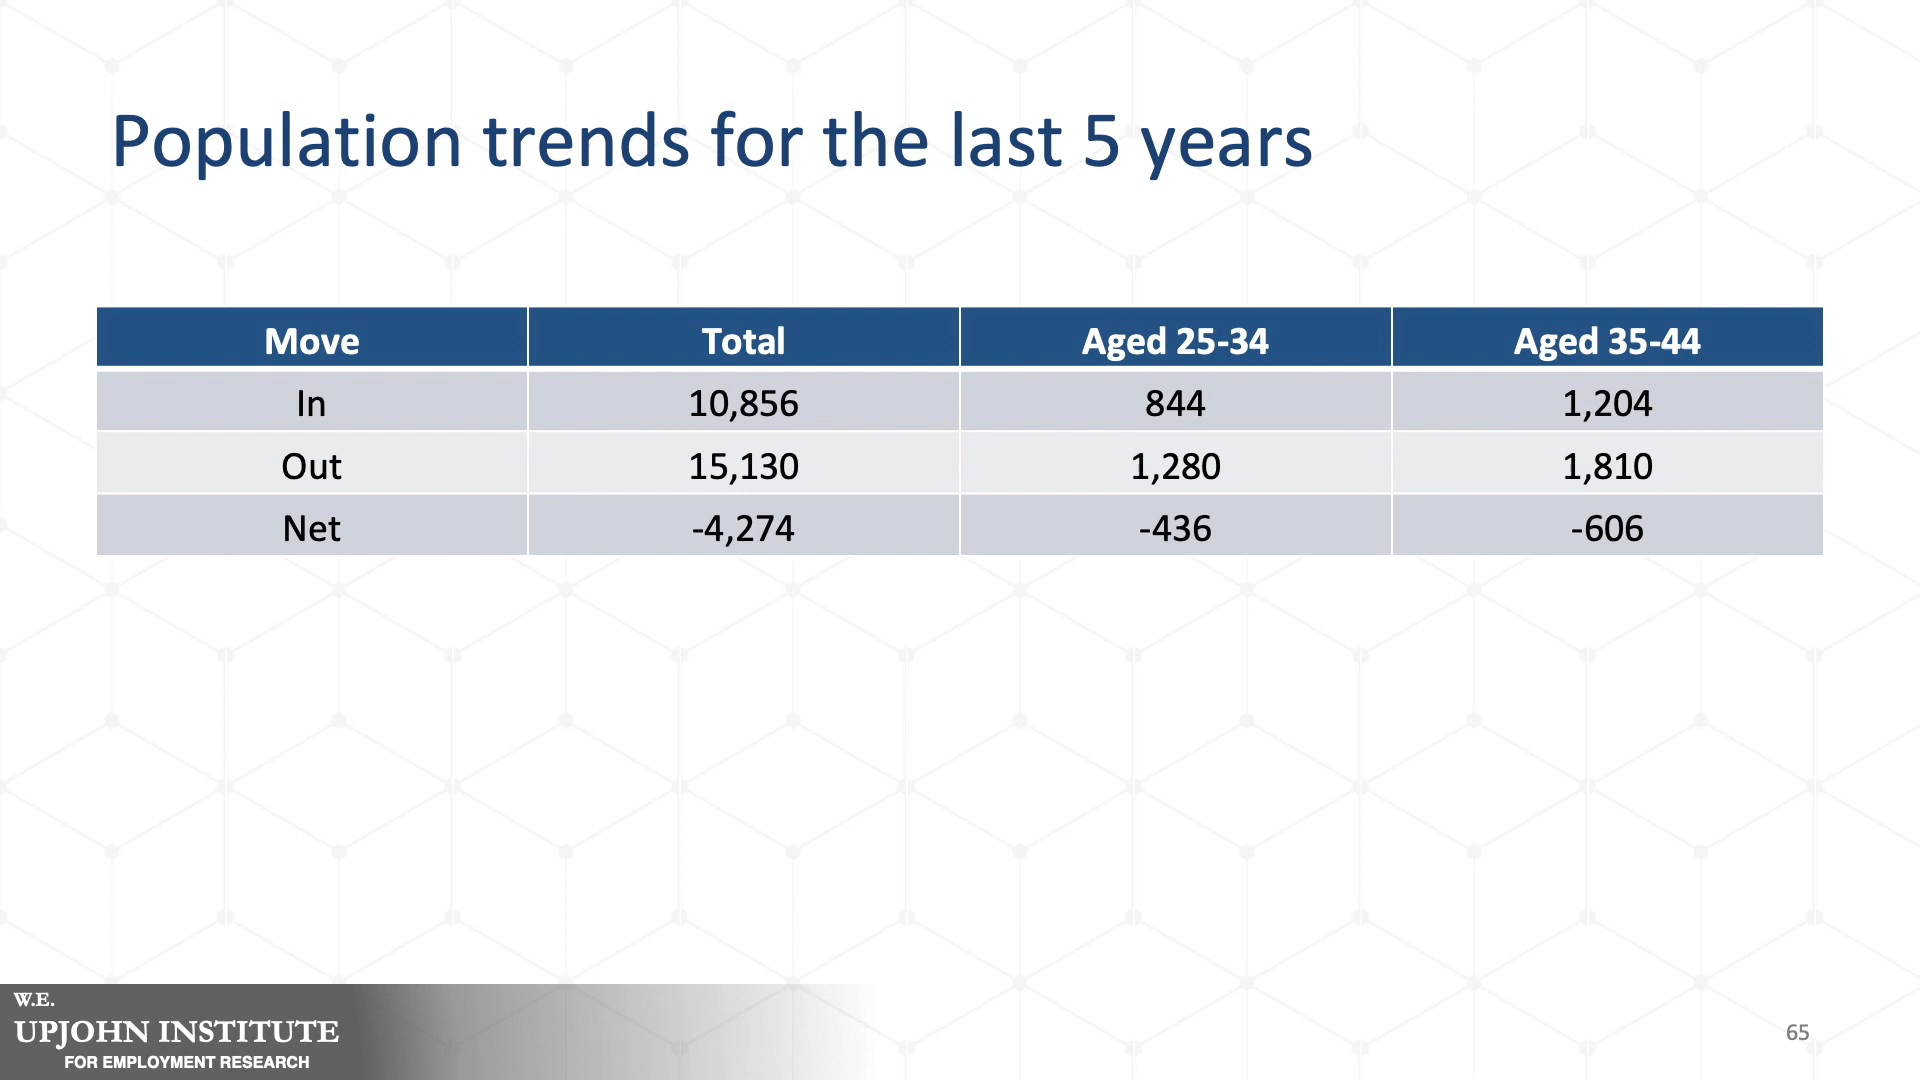 Population trends for the last 5 years
Move Total Aged 25-34 Aged 35-44
In 10,856 844 1,204
Out 15,130 1,280 1,810
Net -4,274 -436 -606
W.E.
UPJOHN INSTITUTE
FOR EMPLOYMENT RESEARCH
65